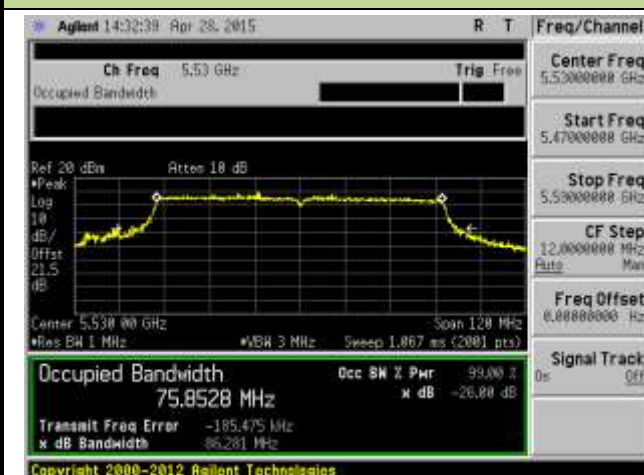 Agilent 14:32:39 Apr 28, 2015 R T
Freq/Channel
Ch Freq 5.53 GHz Trig Free
Occupied Bandwidth
Center Freq
5.53000000 GHz
Start Freq
5.47000000 GHz
Stop Freq
5.59000000 GHz
CF Step
12.0000000 MHz
Auto Man
Freq Offset
0.00000000 Hz
Signal Track
On Off
Ref 20 dBm Atten 10 dB
•Peak
Log
10
dB/
Offst
21.5
dB
Center 5.530 00 GHz Span 120 MHz
•Res BW 1 MHz •VBW 3 MHz Sweep 1.067 ms (2001 pts)
Occupied Bandwidth Occ BW % Pwr 99.00 %
75.8528 MHz x dB -26.00 dB
Transmit Freq Error -185.475 kHz
x dB Bandwidth 86.281 MHz
Copyright 2000-2012 Agilent Technologies